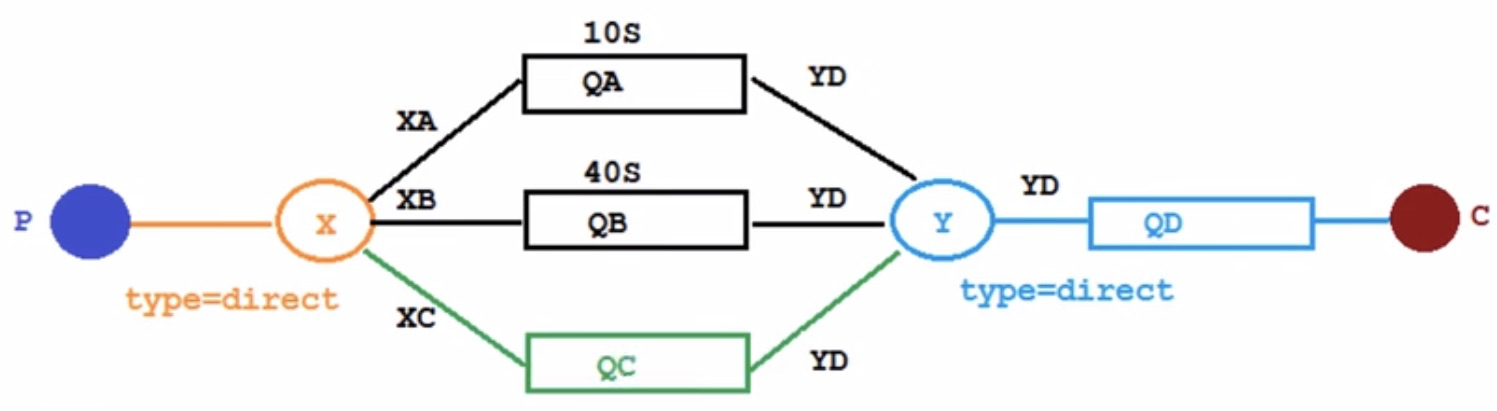 10S
QA
YD
XA
40S
XB
YD
YD
P
X
QB
Y
QD
C
type=direct
type=direct
XC
QC
YD